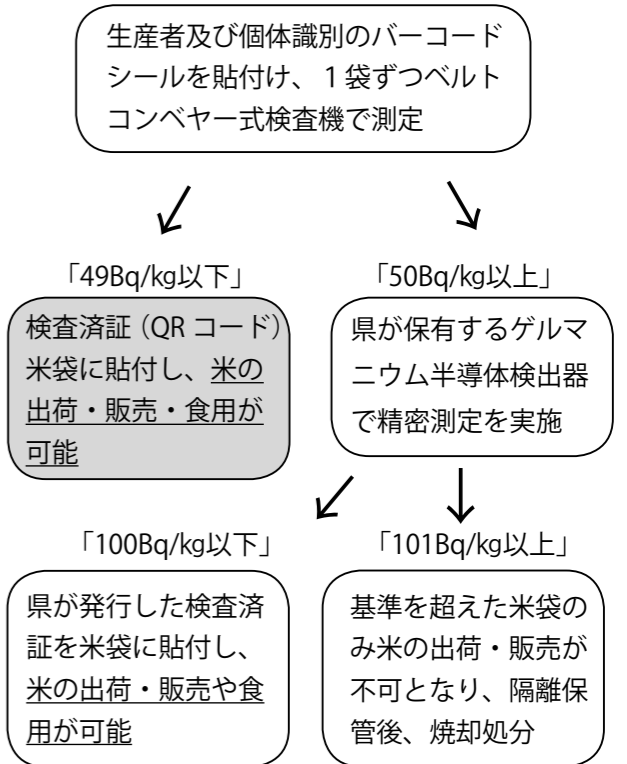 生産者及び個体識別のバーコード
シールを貼付け、１袋ずつベルト
コンベヤー式検査機で測定
「49Bq/kg以下」
検査済証（QRコード）
米袋に貼付し、米の
出荷・販売・食用が
可能
「50Bq/kg以上」
県が保有するゲルマ
ニウム半導体検出器
で精密測定を実施
「100Bq/kg以下」
県が発行した検査済
証を米袋に貼付し、
米の出荷・販売や食
用が可能
「101Bq/kg以上」
基準を超えた米袋の
み米の出荷・販売が
不可となり、隔離保
管後、焼却処分